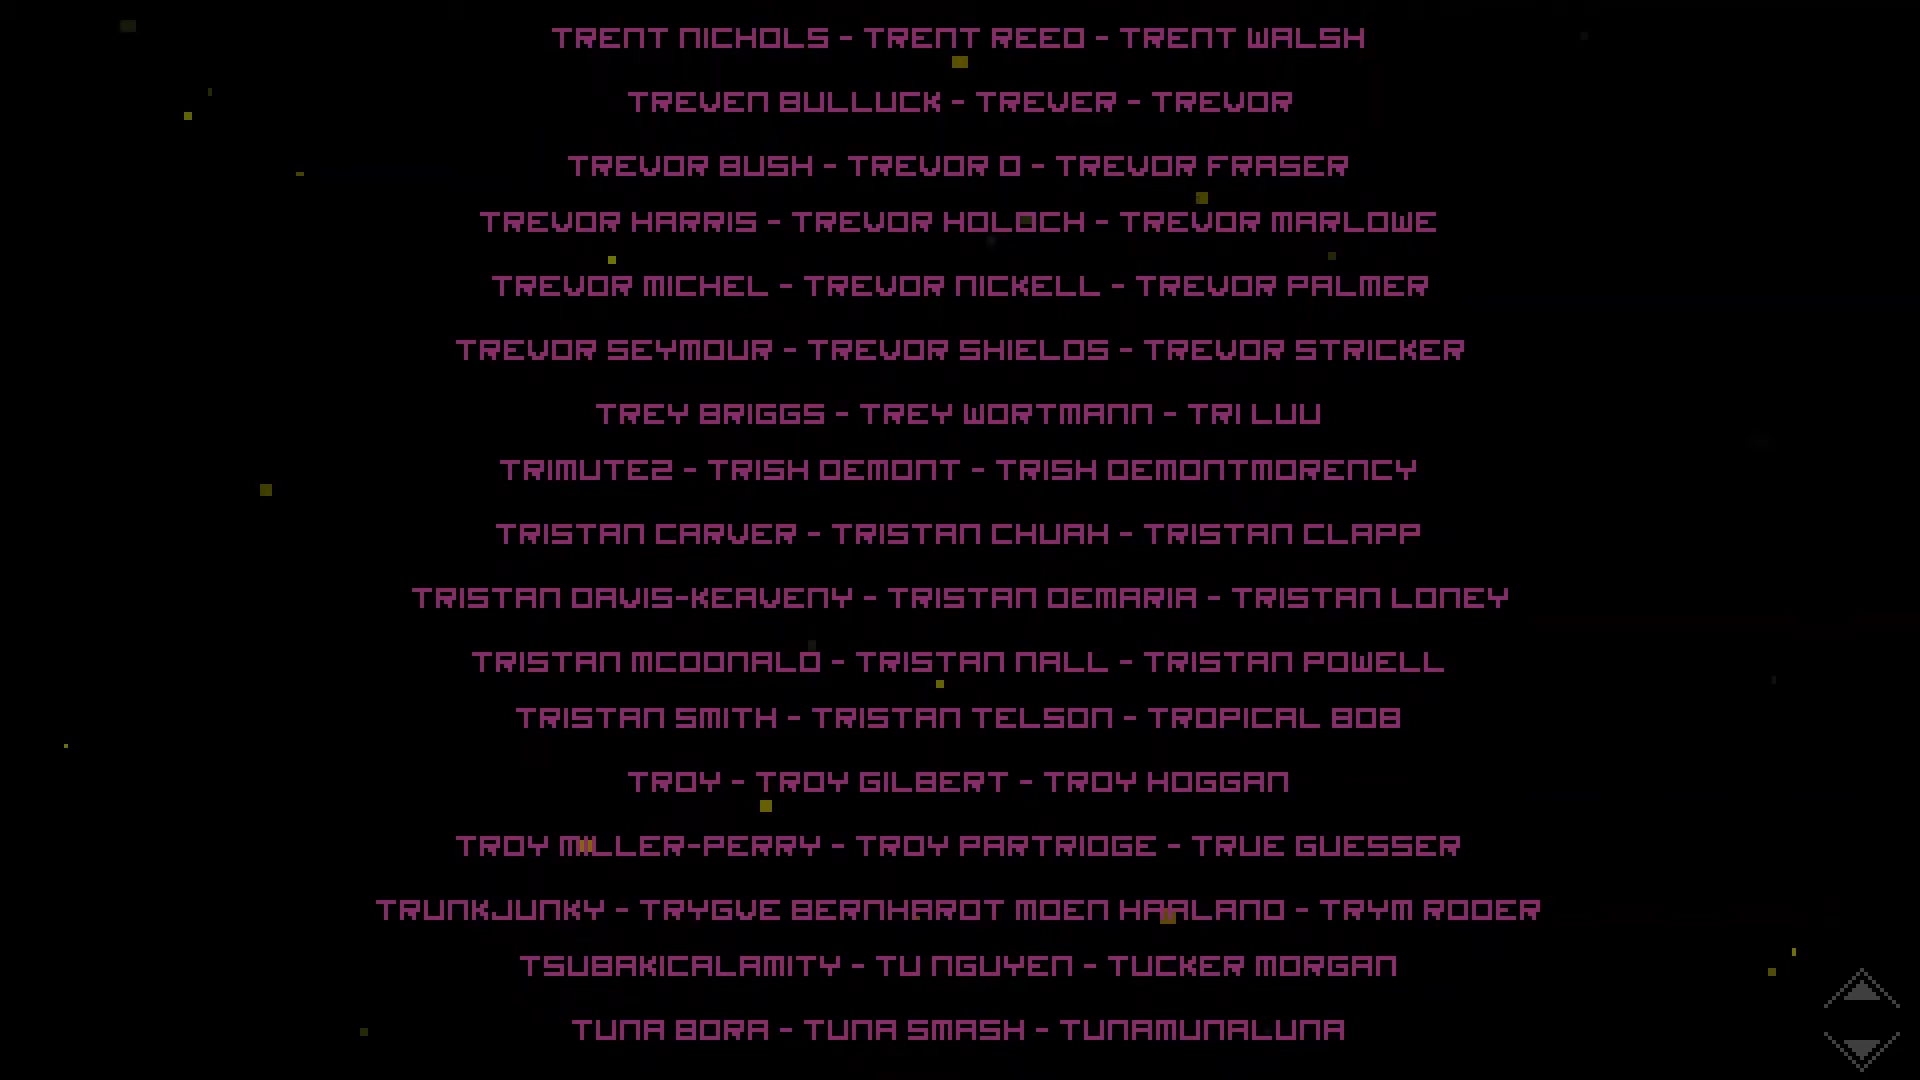 TRENT NICHOLS - TRENT REED - TRENT WALSH
TREVEN BULLUCK - TREVER - TREVOR
TREVOR BUSH - TREVOR D - TREVOR FRASER
TREVOR HARRIS - TREVOR HOLOCH - TREVOR MARLOWE
TREVOR MICHEL - TREVOR NICKELL - TREVOR PALMER
TREVOR SEYMOUR - TREVOR SHIELDS - TREVOR STRICKER
TREY BRIGGS - TREY WORTMANN - TRI LUU
TRIMUTE2 - TRISH DEMONT - TRISH DEMONTMORENCY
TRISTAN CARVER - TRISTAN CHUAH - TRISTAN CLAPP
TRISTAN DAVIS-KEAVENY - TRISTAN DEMARIA - TRISTAN LONEY
TRISTAN MCDONALD - TRISTAN NALL - TRISTAN POWELL
TRISTAN SMITH - TRISTAN TELSON - TROPICAL BOB
TROY - TROY GILBERT - TROY HOGGAN
TROY MILLER-PERRY - TROY PARTRIDGE - TRUE GUESSER
TRUNKJUNKY - TRYGVE BERNHARDT MOEN HAALAND - TRYM RODER
TSUBAKICALAMITY - TU NGUYEN - TUCKER MORGAN
TUNA BORA - TUNA SMASH - TUNAMUNALUNA